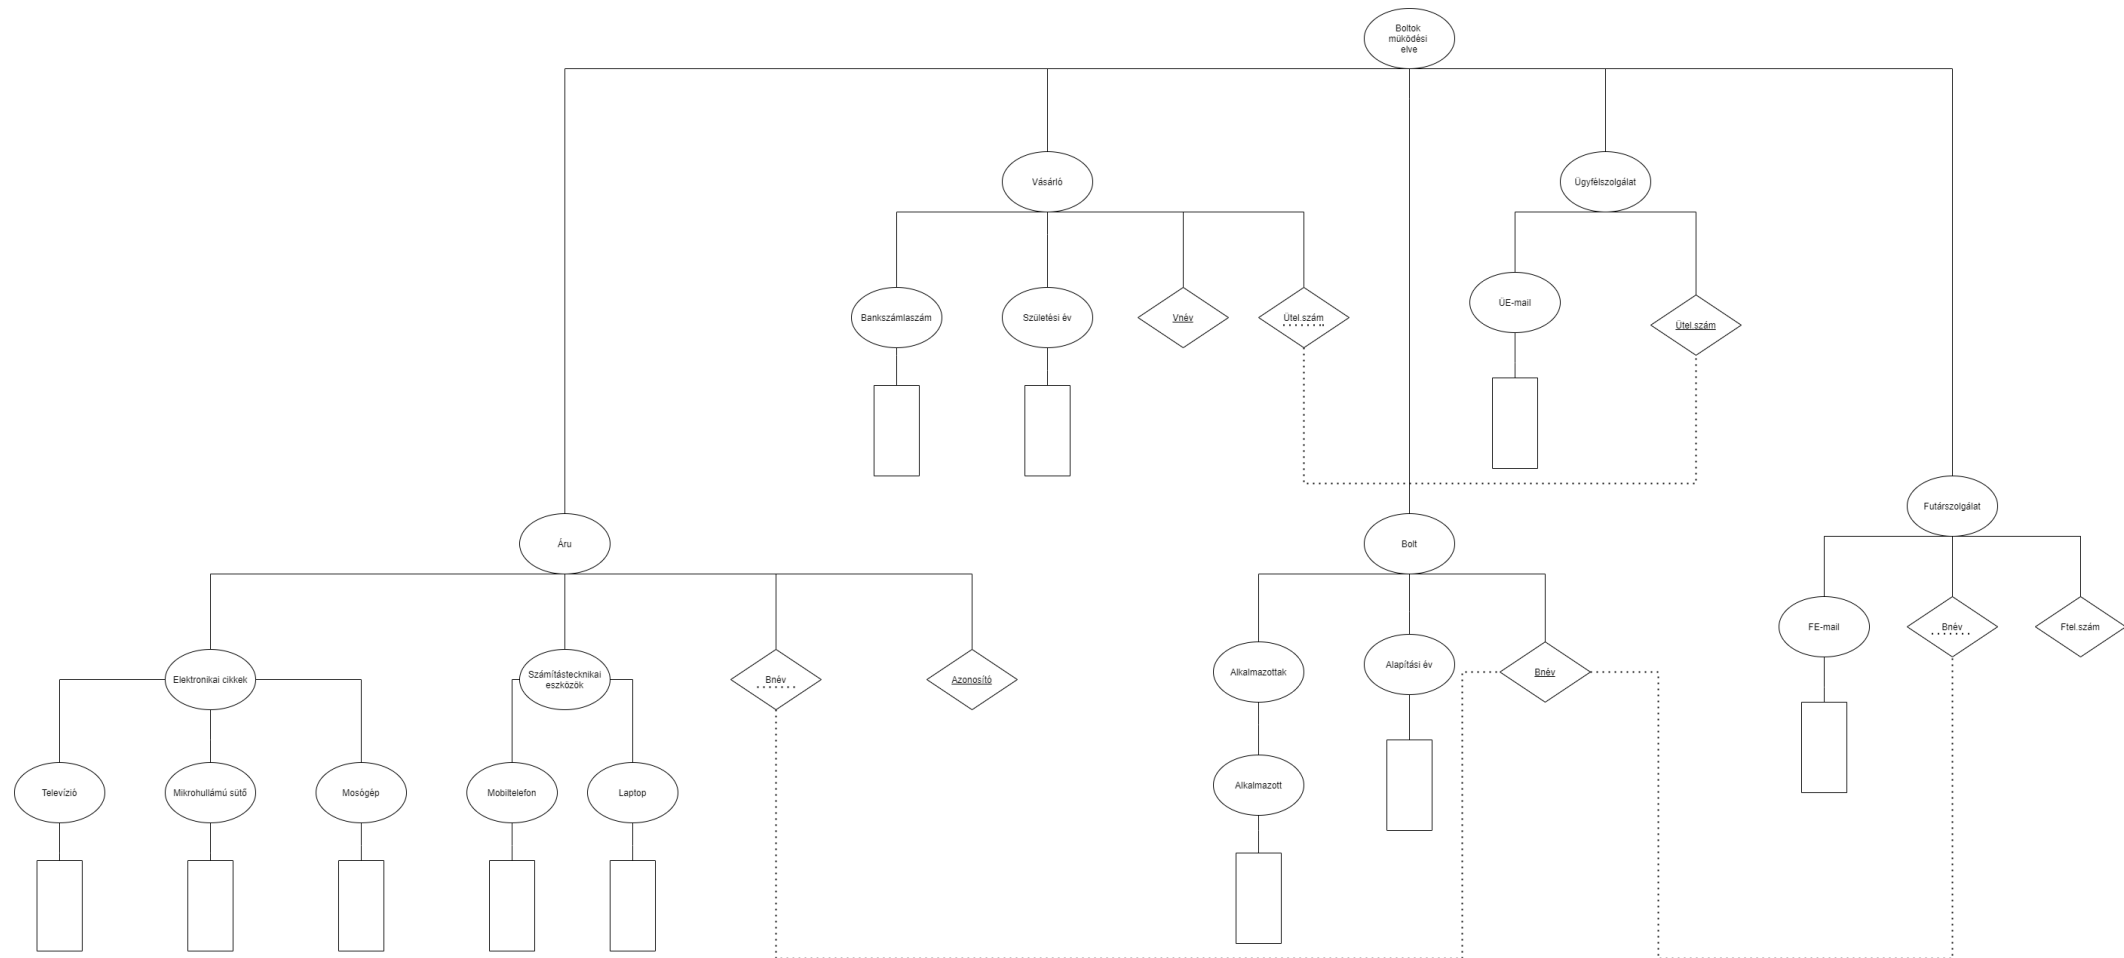 Boltok
müködési
elve
Vásárló
Ügyfélszolgálat
Bankszámlaszám
Születési év
Vnév
Ütel.szám
ÜE-mail
Ütel.szám
Futárszolgálat
Áru
Bolt
FE-mail
Bnév
Ftel.szám
Elektronikai cikkek
Számítástecknikai
eszközök
Bnév
Azonosító
Alkalmazottak
Alapítási év
Bnév
Televízió
Mikrohullámú sütő
Mosógép
Mobiltelefon
Laptop
Alkalmazott